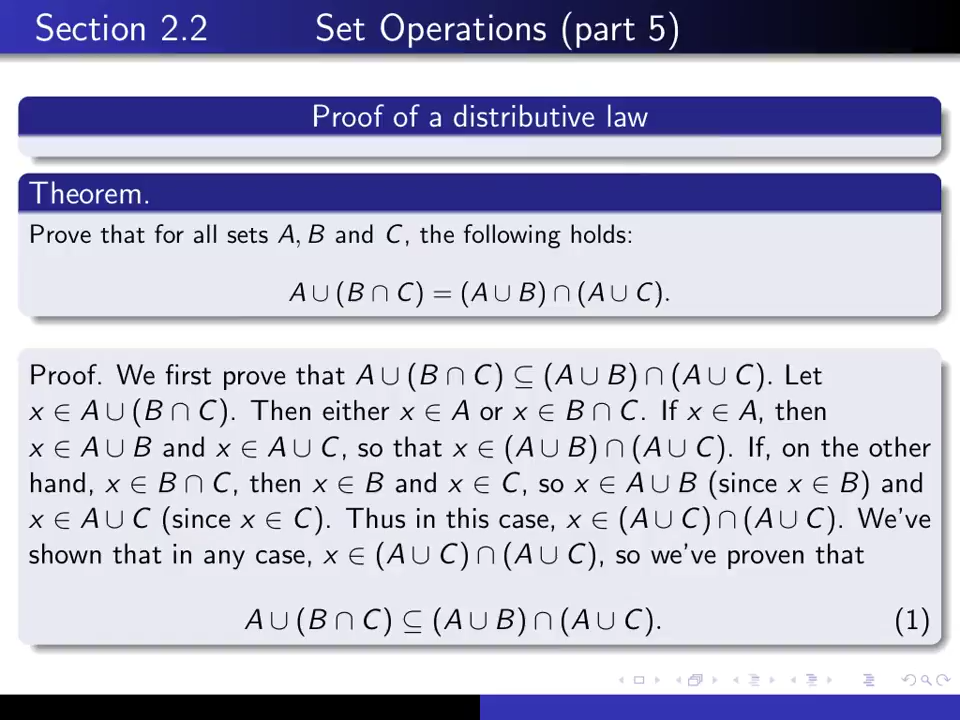 Section 2.2 Set Operations (part 5)
Proof of a distributive law
Theorem.
Prove that for all sets A, B and C, the following holds:
A ∪ (B ∩ C) = (A ∪ B) ∩ (A ∪ C).
Proof. We first prove that A ∪ (B ∩ C) ⊆ (A ∪ B) ∩ (A ∪ C). Let
x ∈ A ∪ (B ∩ C). Then either x ∈ A or x ∈ B ∩ C. If x ∈ A, then
x ∈ A ∪ B and x ∈ A ∪ C, so that x ∈ (A ∪ B) ∩ (A ∪ C). If, on the other
hand, x ∈ B ∩ C, then x ∈ B and x ∈ C, so x ∈ A ∪ B (since x ∈ B) and
x ∈ A ∪ C (since x ∈ C). Thus in this case, x ∈ (A ∪ C) ∩ (A ∪ C). We've
shown that in any case, x ∈ (A ∪ C) ∩ (A ∪ C), so we've proven that
A ∪ (B ∩ C) ⊆ (A ∪ B) ∩ (A ∪ C). (1)